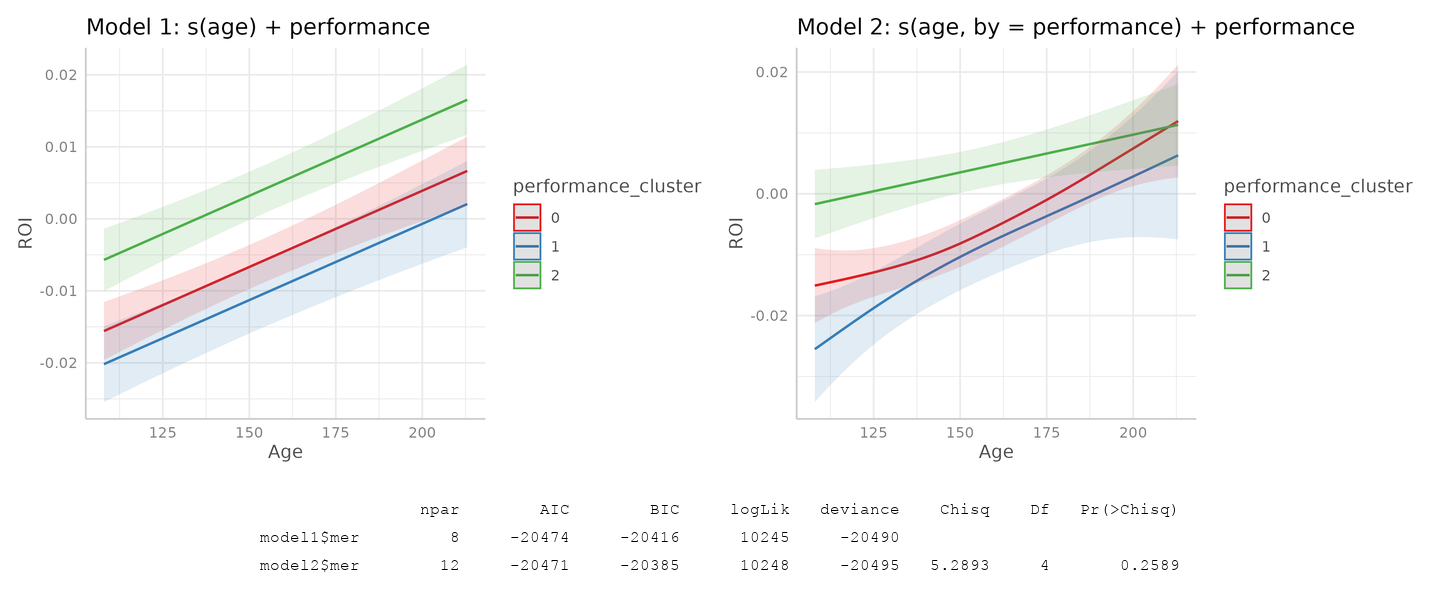 Model 1: s(age) + performance
0.02
0.01
0.00
-0.01
-0.02
ROI
125 150 175 200
Age
performance_cluster
0
1
2
Model 2: s(age, by = performance) + performance
0.02
0.00
-0.02
ROI
125 150 175 200
Age
performance_cluster
0
1
2
npar AIC BIC logLik deviance Chisq Df Pr(>Chisq)
model1$mer 8 -20474 -20416 10245 -20490
model2$mer 12 -20471 -20385 10248 -20495 5.2893 4 0.2589